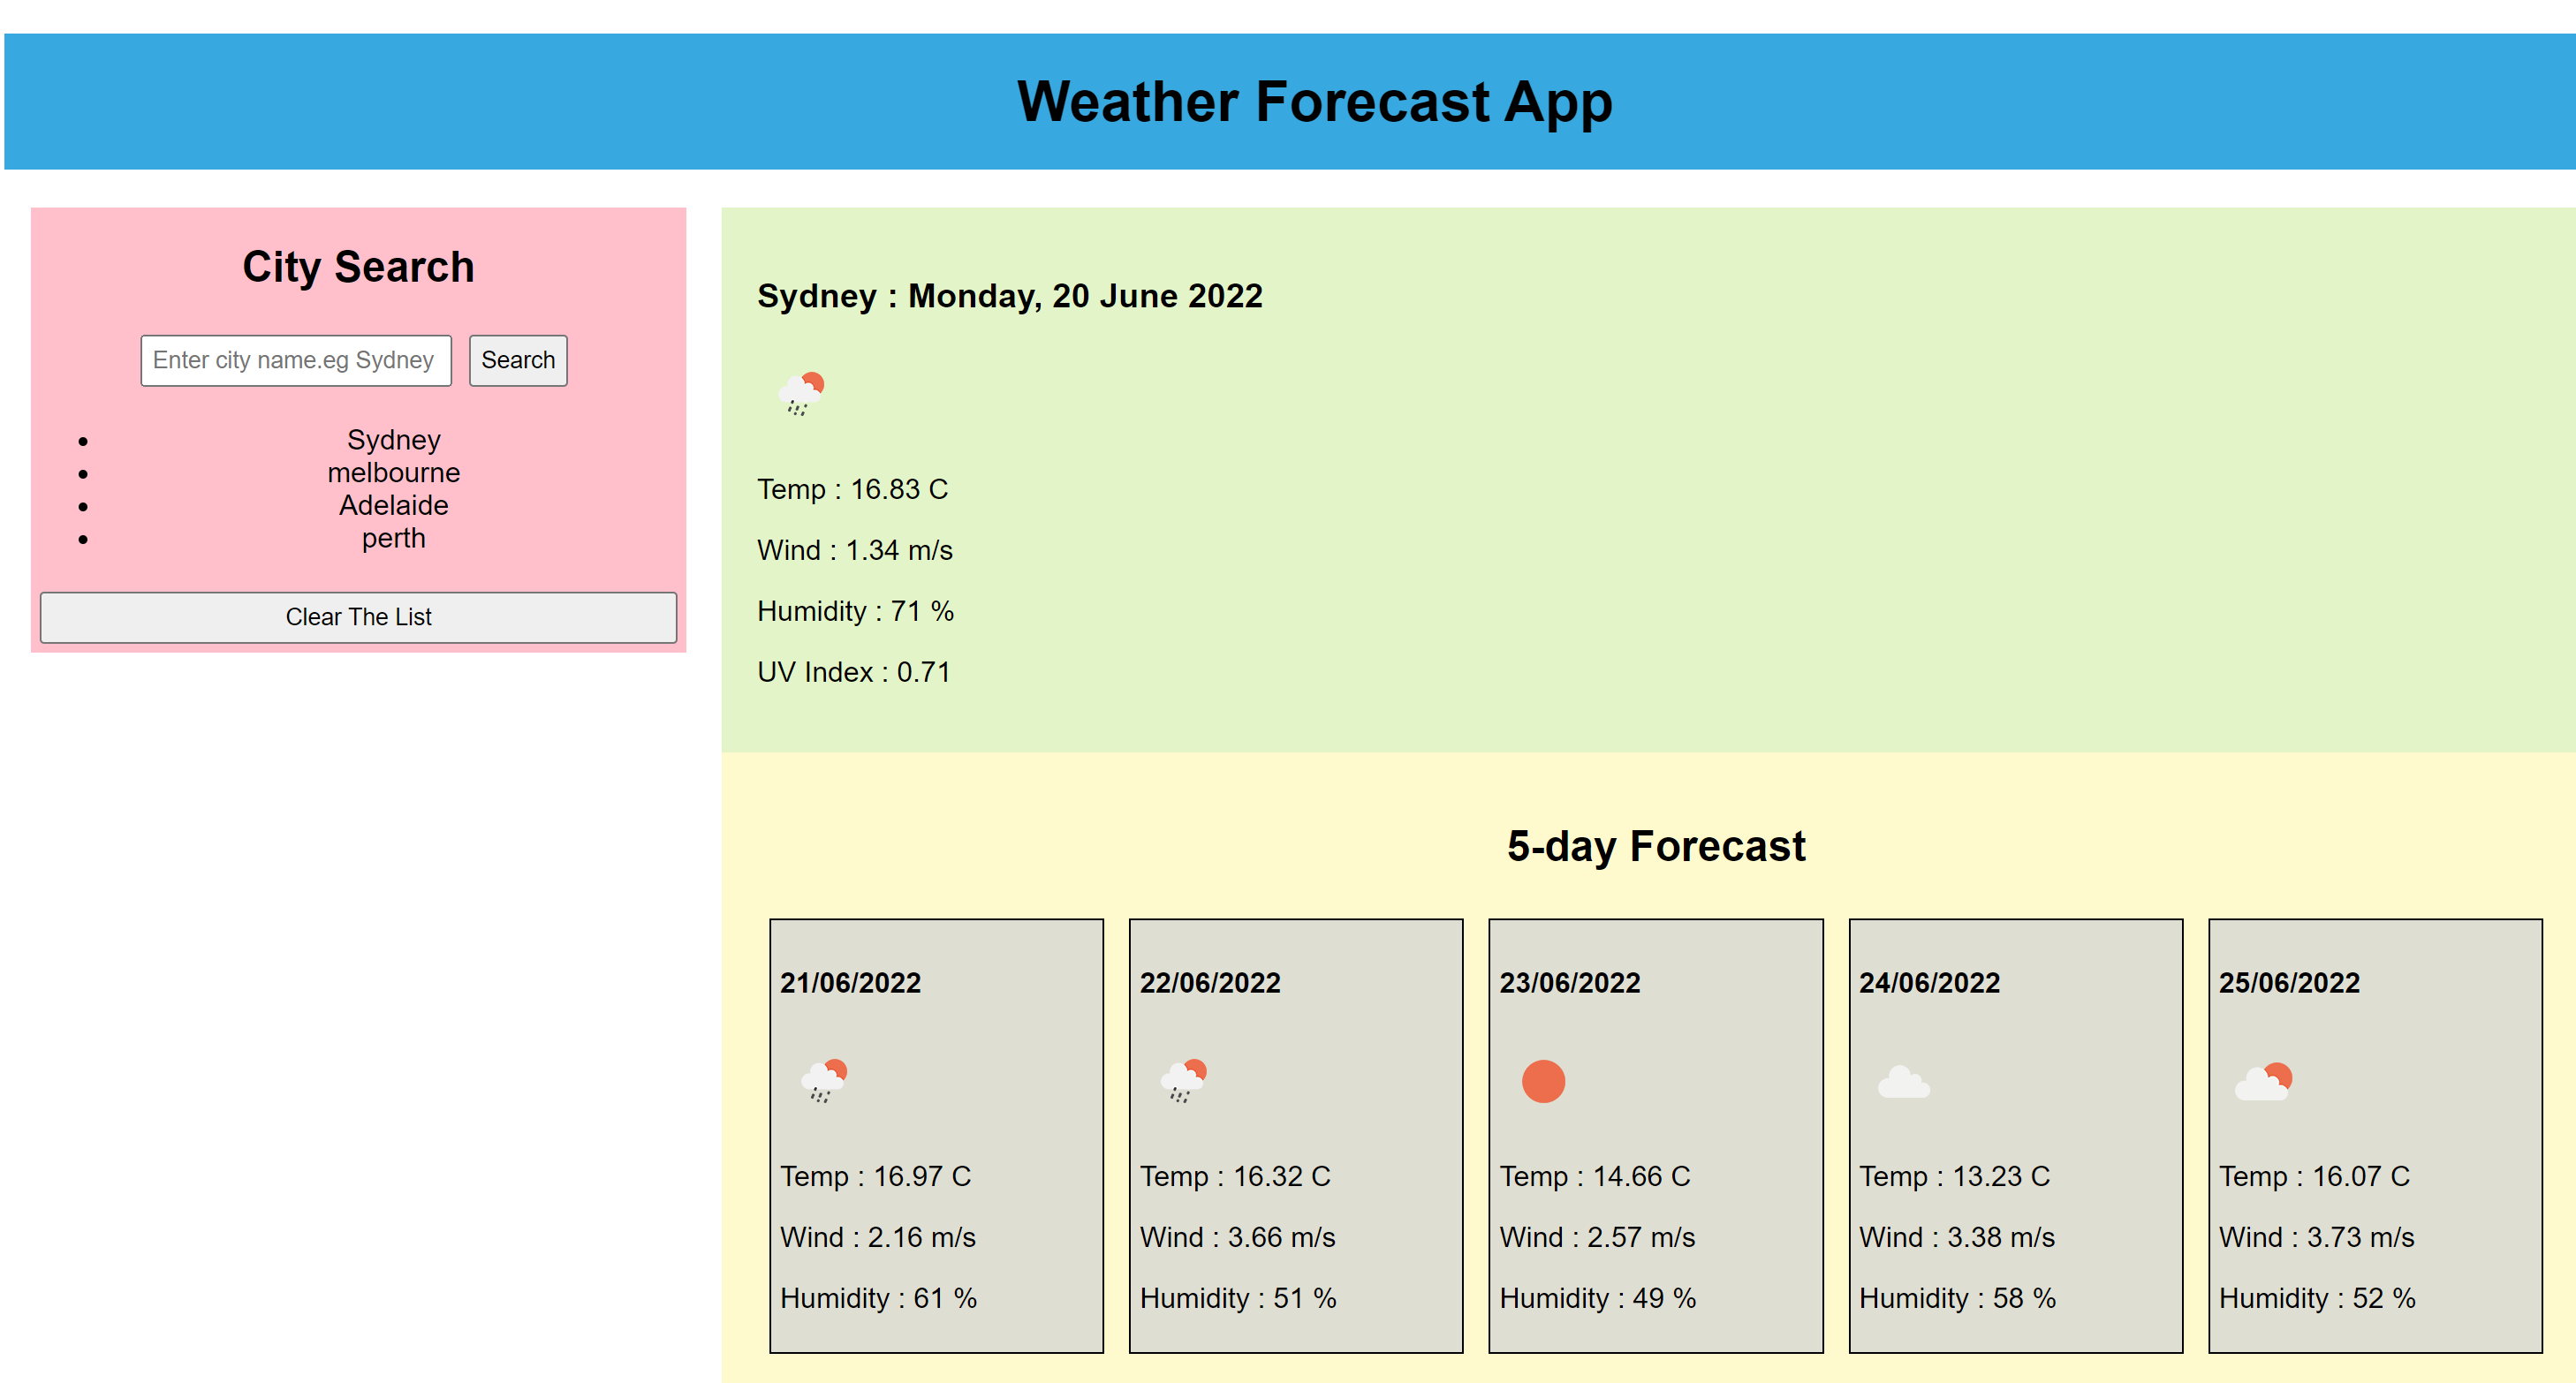 Weather Forecast App
City Search
Enter city name.eg Sydney
Search
Sydney
melbourne
Adelaide
perth
Clear The List
Sydney : Monday, 20 June 2022
Temp : 16.83 C
Wind : 1.34 m/s
Humidity : 71 %
UV Index : 0.71
5-day Forecast
21/06/2022
Temp : 16.97 C
Wind : 2.16 m/s
Humidity : 61 %
22/06/2022
Temp : 16.32 C
Wind : 3.66 m/s
Humidity : 51 %
23/06/2022
Temp : 14.66 C
Wind : 2.57 m/s
Humidity : 49 %
24/06/2022
Temp : 13.23 C
Wind : 3.38 m/s
Humidity : 58 %
25/06/2022
Temp : 16.07 C
Wind : 3.73 m/s
Humidity : 52 %